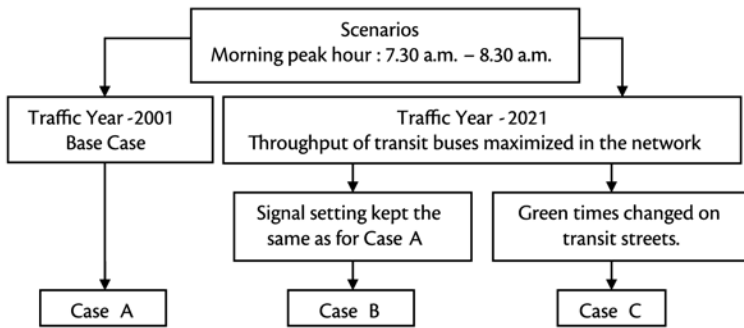 Scenarios
Morning peak hour : 7.30 a.m. – 8.30 a.m.
Traffic Year -2001
Base Case
Traffic Year -2021
Throughput of transit buses maximized in the network
Signal setting kept the
same as for Case A
Green times changed on
transit streets.
Case A
Case B
Case C